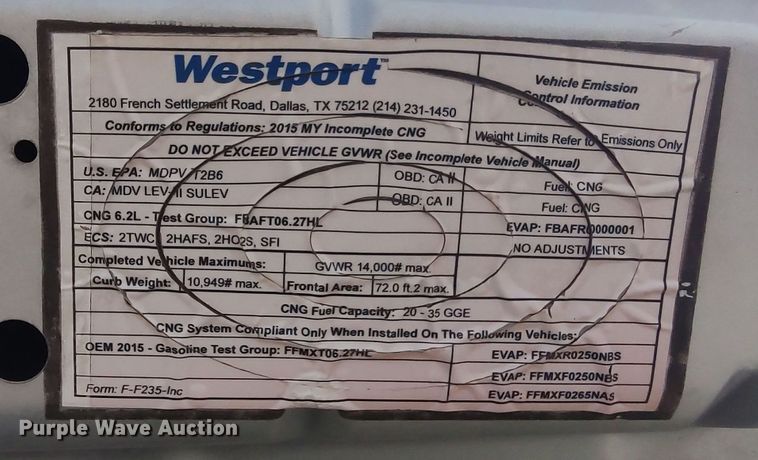 Westport™
2180 French Settlement Road, Dallas, TX 75212 (214) 231-1450
Vehicle Emission
Control Information
Conforms to Regulations: 2015 MY Incomplete CNG
Weight Limits Refer to Emissions Only
DO NOT EXCEED VEHICLE GVWR (See Incomplete Vehicle Manual)
U.S. EPA: MDPV T2B6
OBD: CA II
Fuel: CNG
CA: MDV LEV-II SULEV
OBD: CA II
Fuel: CNG
CNG 6.2L - Test Group: FBAFT06.27HL
EVAP: FBAFR0000001
ECS: 2TWC, 2HAFS, 2HO2S, SFI
NO ADJUSTMENTS
Completed Vehicle Maximums:
GVWR 14,000# max.
Curb Weight:
10,949# max.
Frontal Area:
72.0 ft.2 max.
CNG Fuel Capacity: 20 - 35 GGE
CNG System Compliant Only When Installed On The Following Vehicles:
OEM 2015 - Gasoline Test Group: FFMXT06.27HL
EVAP: FFMXR0250NBS
EVAP: FFMXF0250NBS
EVAP: FFMXF0265NAS
Form: F-F235-Inc
Purple Wave Auction